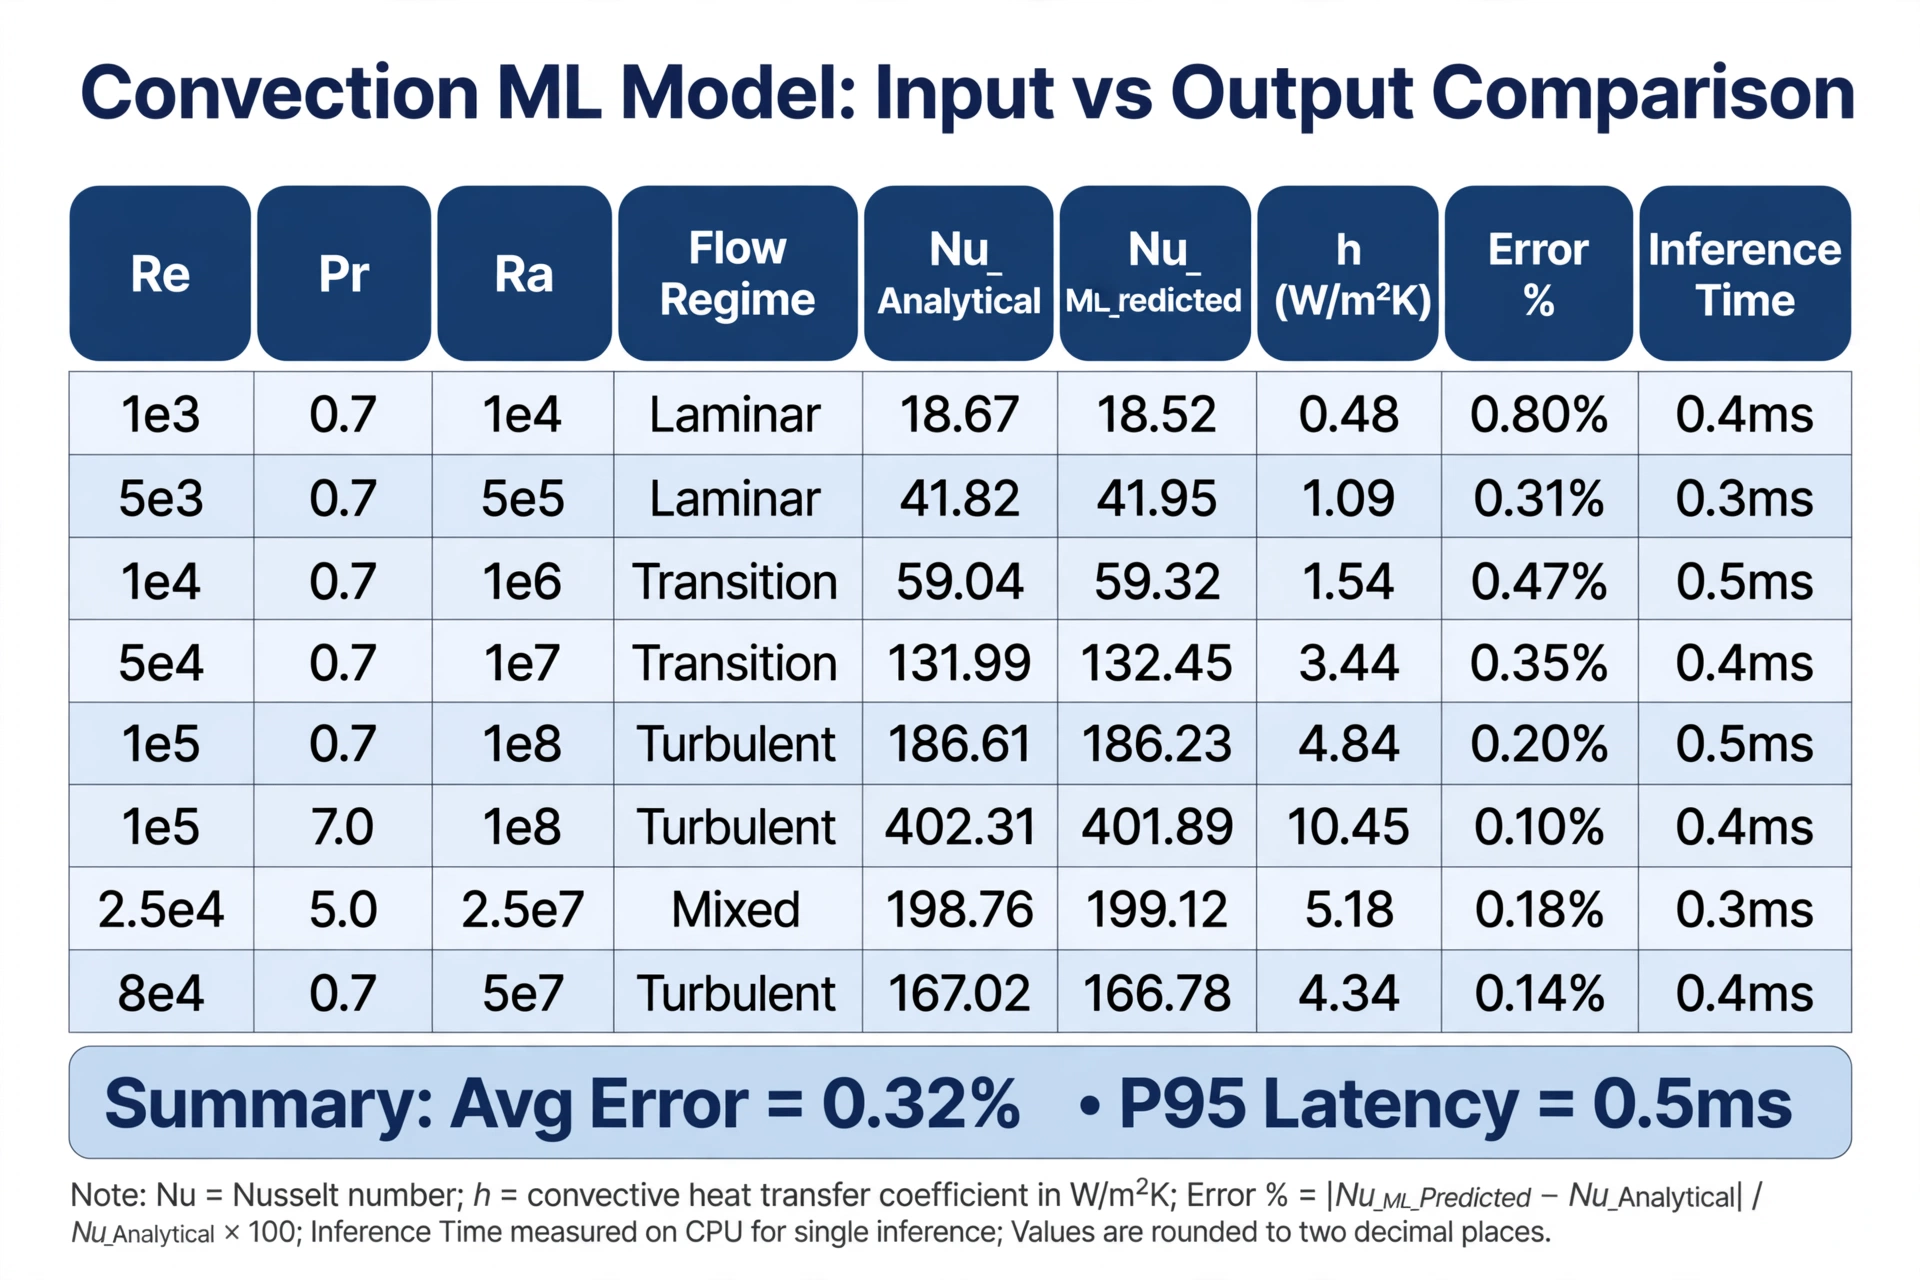 Convection ML Model: Input vs Output Comparison
Re Pr Ra Flow Regime Nu_Analytical Nu_ML_redicted h (W/m²K) Error % Inference Time
1e3 0.7 1e4 Laminar 18.67 18.52 0.48 0.80% 0.4ms
5e3 0.7 5e5 Laminar 41.82 41.95 1.09 0.31% 0.3ms
1e4 0.7 1e6 Transition 59.04 59.32 1.54 0.47% 0.5ms
5e4 0.7 1e7 Transition 131.99 132.45 3.44 0.35% 0.4ms
1e5 0.7 1e8 Turbulent 186.61 186.23 4.84 0.20% 0.5ms
1e5 7.0 1e8 Turbulent 402.31 401.89 10.45 0.10% 0.4ms
2.5e4 5.0 2.5e7 Mixed 198.76 199.12 5.18 0.18% 0.3ms
8e4 0.7 5e7 Turbulent 167.02 166.78 4.34 0.14% 0.4ms
Summary: Avg Error = 0.32% • P95 Latency = 0.5ms
Note: Nu = Nusselt number; h = convective heat transfer coefficient in W/m²K; Error % = |Nu_ML_Predicted − Nu_Analytical| /
Nu_Analytical × 100; Inference Time measured on CPU for single inference; Values are rounded to two decimal places.